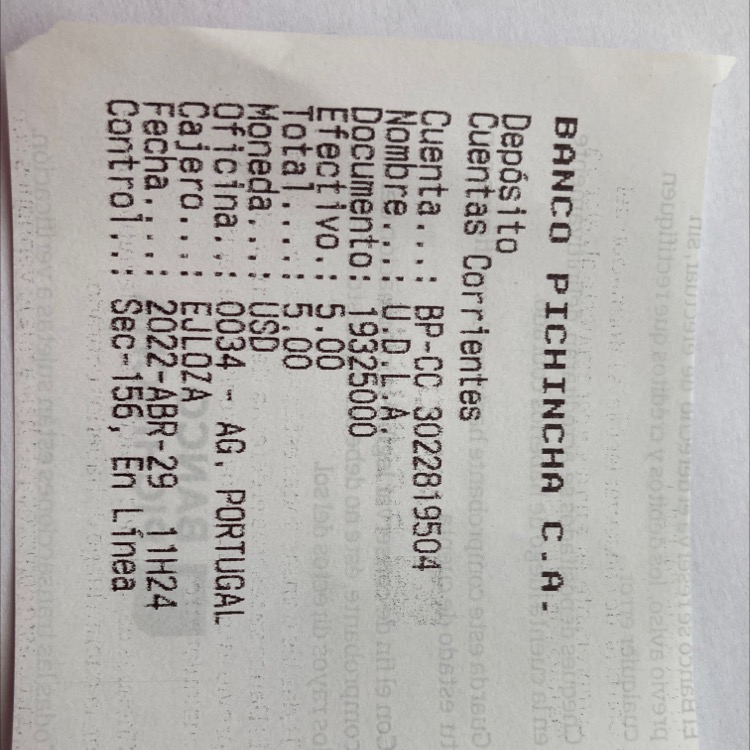 BANCO PICHINCHA C.A.
Depósito
Cuentas Corrientes
Cuenta...: BP-CC 3022819504
Nombre...: U.D.L.A.
Documento: 19325000
Efectivo.: 5.00
Total....: 5.00
Moneda...: USD
Oficina..: 0034 - AG. PORTUGAL
Cajero...: EJLOZA
Fecha....: 2022-ABR-29 11H24
Control..: Sec-156, En Línea